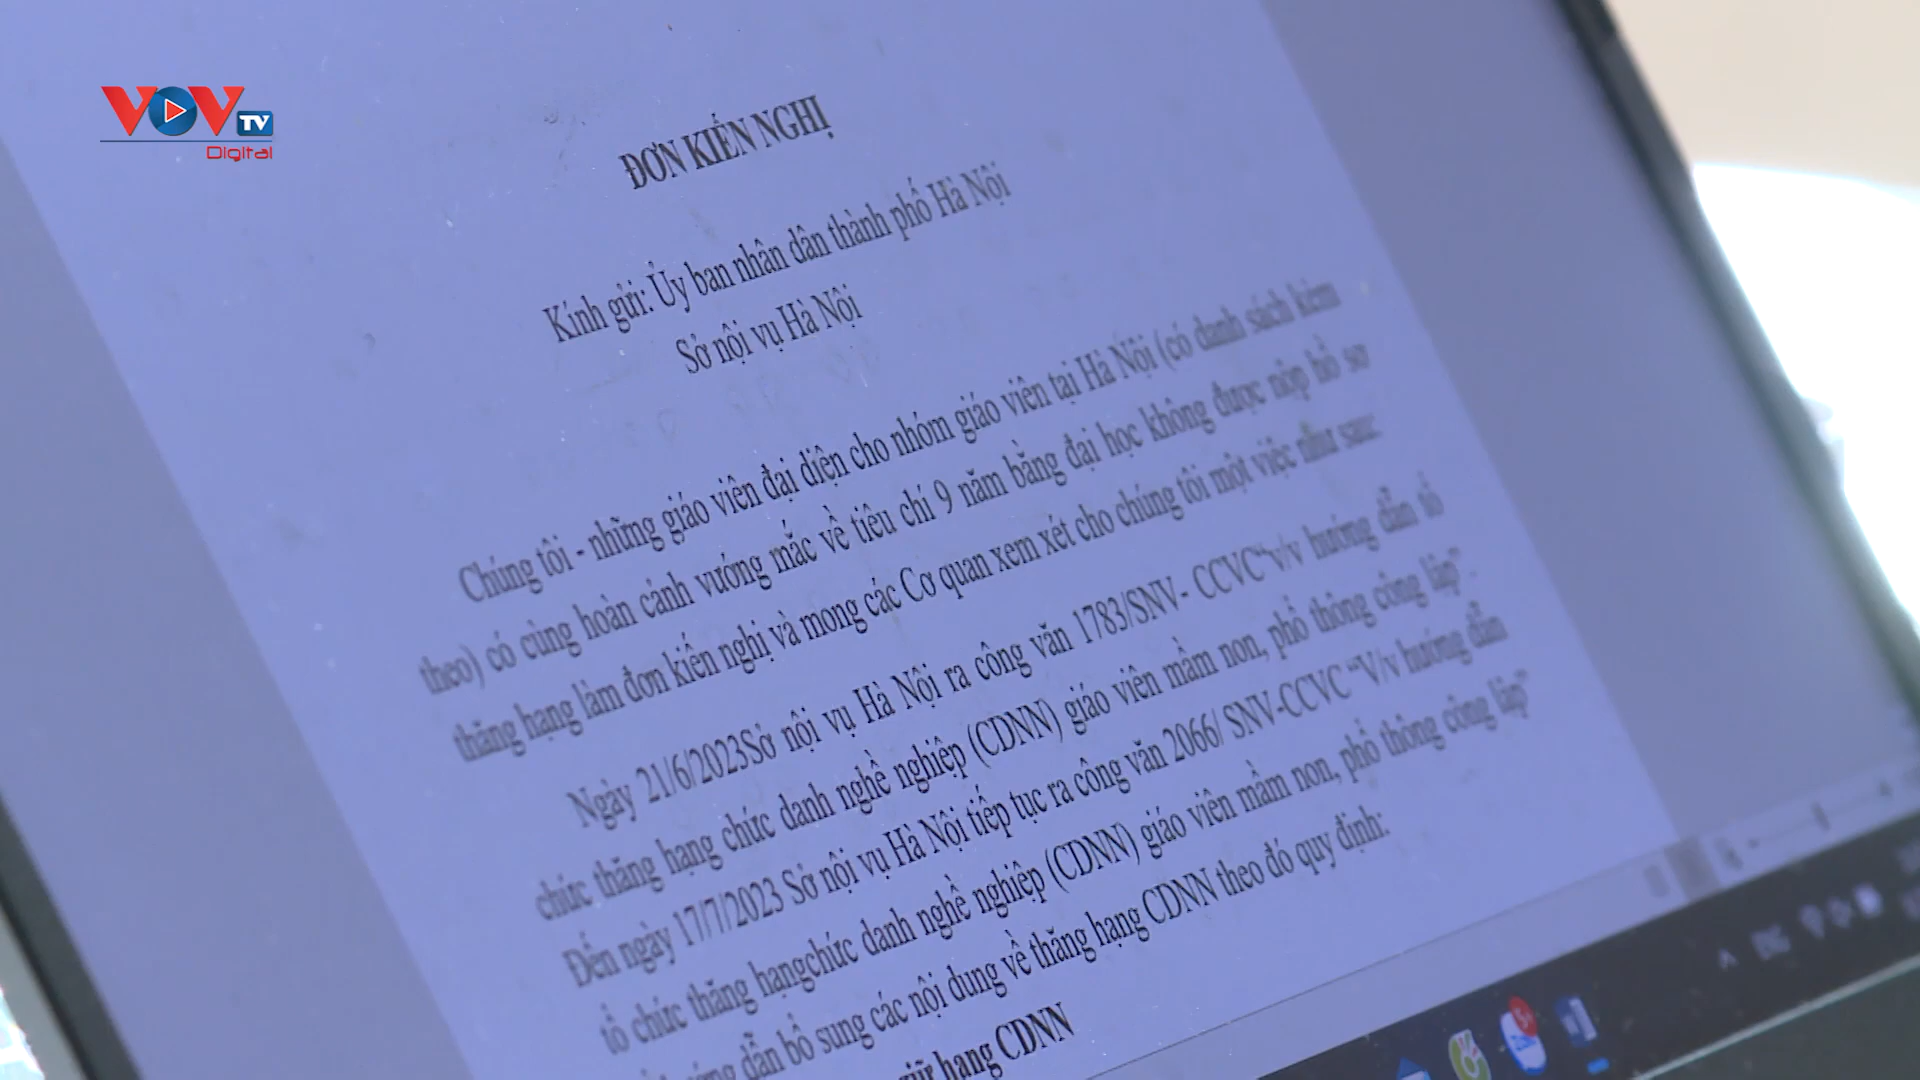 VOV TV
Digital
ĐƠN KIẾN NGHỊ
Kính gửi: Ủy ban nhân dân thành phố Hà Nội
Sở nội vụ Hà Nội
Chúng tôi - những giáo viên đại diện cho nhóm giáo viên tại Hà Nội (có danh sách kèm
theo) có cùng hoàn cảnh vướng mắc về tiêu chí 9 năm bằng đại học không được nộp hồ sơ
thăng hạng làm đơn kiến nghị và mong các Cơ quan xem xét cho chúng tôi một việc như sau:
Ngày 21/6/2023Sở nội vụ Hà Nội ra công văn 1783/SNV- CCVC“v/v hướng dẫn tổ
chức thăng hạng chức danh nghề nghiệp (CDNN) giáo viên mầm non, phổ thông công lập”.
Đến ngày 17/7/2023 Sở nội vụ Hà Nội tiếp tục ra công văn 2066/ SNV-CCVC “V/v hướng dẫn
tổ chức thăng hạngchức danh nghề nghiệp (CDNN) giáo viên mầm non, phổ thông công lập”
dẫn bổ sung các nội dung về thăng hạng CDNN theo đó quy định:
hạng CDNN
ENG
5+
Zalo